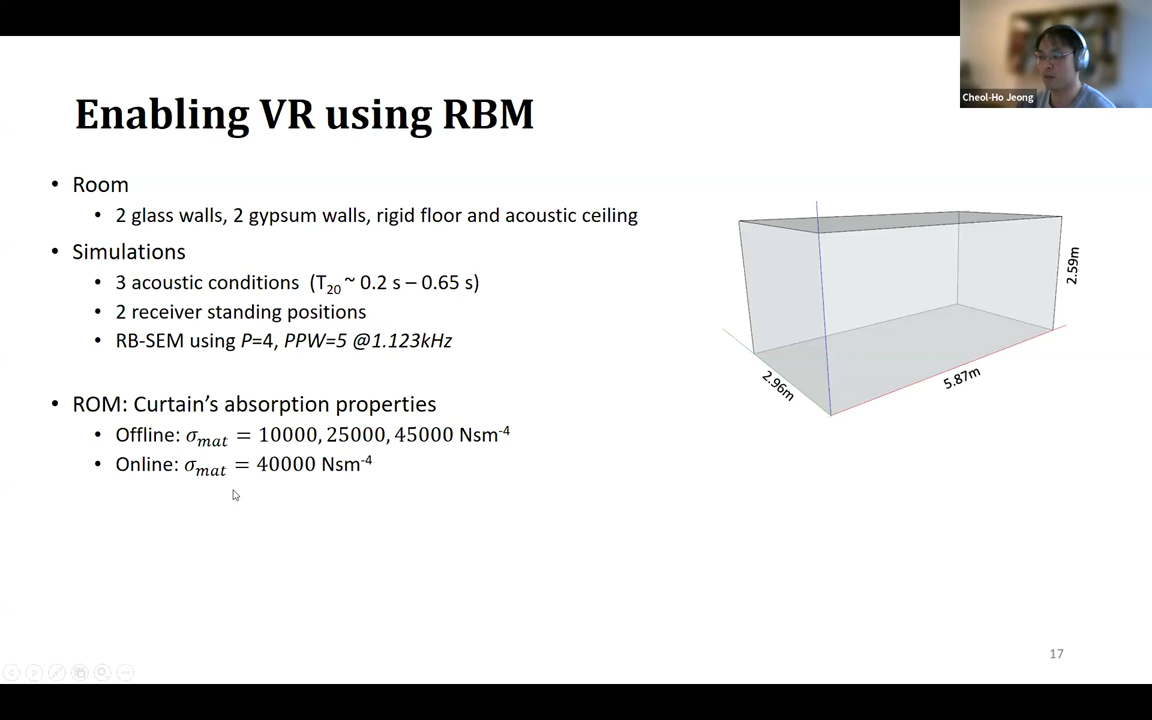 Cheol-Ho Jeong
Enabling VR using RBM
• Room
• 2 glass walls, 2 gypsum walls, rigid floor and acoustic ceiling
• Simulations
• 3 acoustic conditions (T20 ~ 0.2 s – 0.65 s)
• 2 receiver standing positions
• RB-SEM using P=4, PPW=5 @1.123kHz
• ROM: Curtain’s absorption properties
• Offline: σmat = 10000, 25000, 45000 Nsm-4
• Online: σmat = 40000 Nsm-4
2.59m
2.96m
5.87m
17